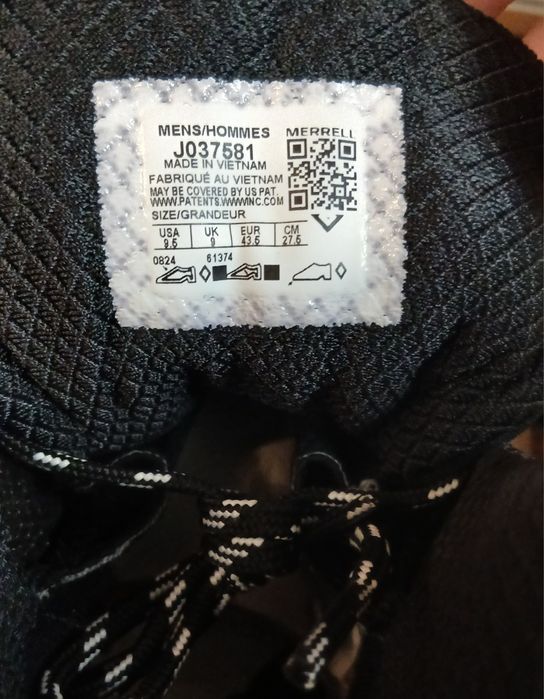 MENS/HOMMES MERRELL
J037581
MADE IN VIETNAM
FABRIQUÉ AU VIETNAM
MAY BE COVERED BY US PAT.
WWW.PATENTS.WWWINC.COM
SIZE/GRANDEUR
USA UK EUR CM
9.5 9 43.5 27.5
0824 61374